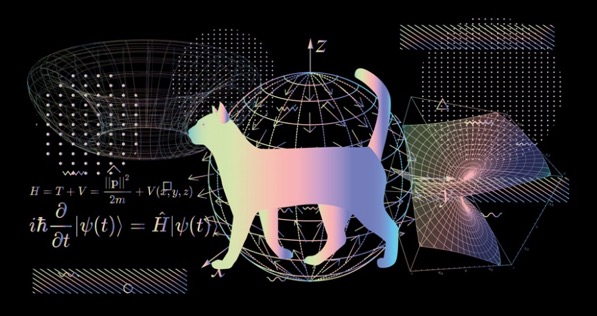 Z
H = T + V = ||p||² / 2m + V(x, y, z)
iħ ∂/∂t |ψ(t)⟩ = Ĥ|ψ(t)⟩